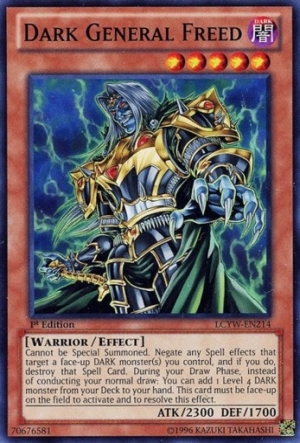 DARK GENERAL FREED
DARK
闇
1st Edition
LCYW-EN214
[WARRIOR / EFFECT]
Cannot be Special Summoned. Negate any Spell effects that
target a face-up DARK monster(s) you control, and if you do,
destroy that Spell Card. During your Draw Phase, instead
of conducting your normal draw: You can add 1 Level 4 DARK
monster from your Deck to your hand. This card must be face-up
on the field to activate and to resolve this effect.
ATK/2300 DEF/1700
70676581
©1996 KAZUKI TAKAHASHI